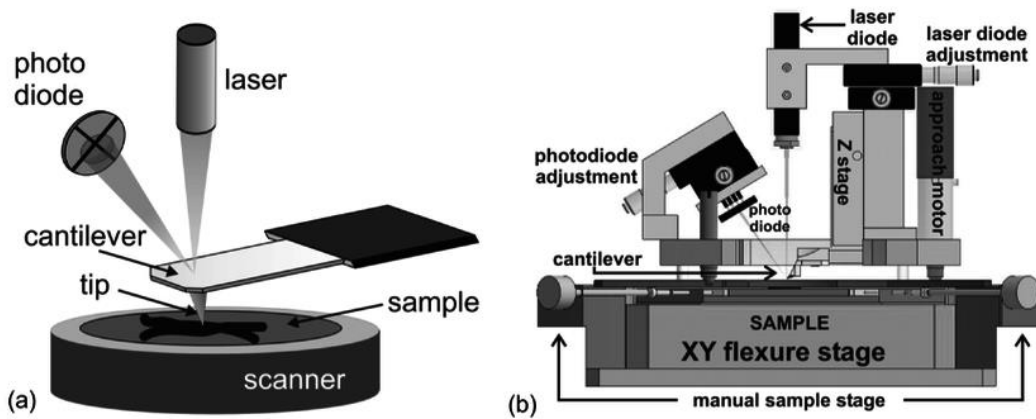 photo
diode
laser
cantilever
tip
sample
scanner
(a)
laser
diode
laser diode
adjustment
approach motor
Z stage
photodiode
adjustment
photo
diode
cantilever
SAMPLE
XY flexure stage
manual sample stage
(b)